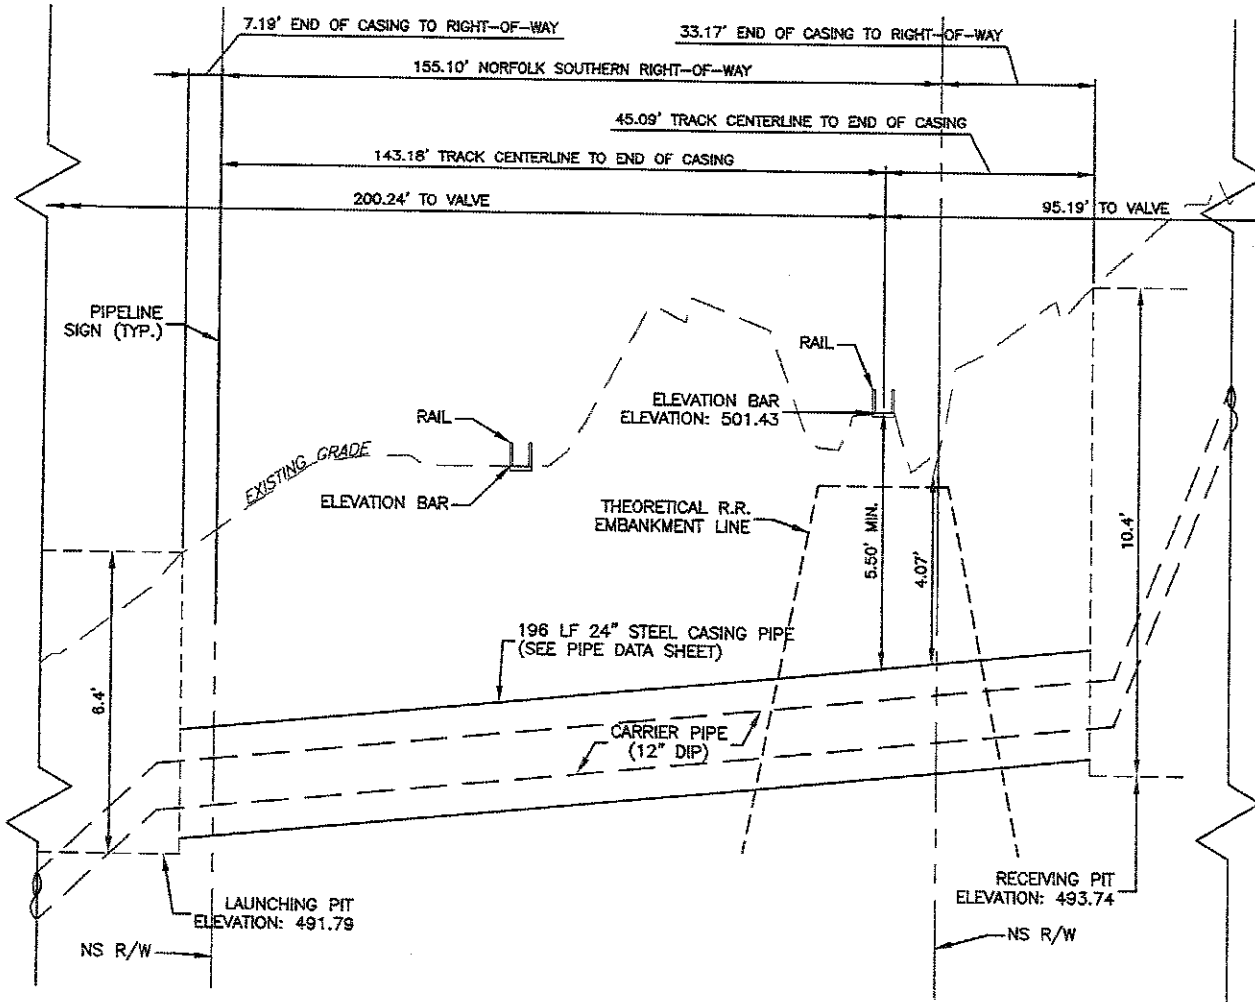 7.19' END OF CASING TO RIGHT-OF-WAY
33.17' END OF CASING TO RIGHT-OF-WAY
155.10' NORFOLK SOUTHERN RIGHT-OF-WAY
45.09' TRACK CENTERLINE TO END OF CASING
143.18' TRACK CENTERLINE TO END OF CASING
200.24' TO VALVE
95.19' TO VALVE
PIPELINE
SIGN (TYP.)
RAIL
ELEVATION BAR
ELEVATION: 501.43
RAIL
EXISTING GRADE
ELEVATION BAR
THEORETICAL R.R.
EMBANKMENT LINE
5.50' MIN.
4.07'
10.4'
196 LF 24" STEEL CASING PIPE
(SEE PIPE DATA SHEET)
6.4'
CARRIER PIPE
(12" DIP)
LAUNCHING PIT
ELEVATION: 491.79
RECEIVING PIT
ELEVATION: 493.74
NS R/W
NS R/W